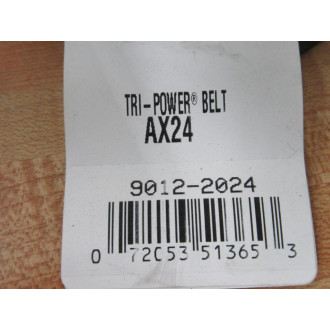 TRI-POWER® BELT
AX24
9012-2024
0 72053 51365 3